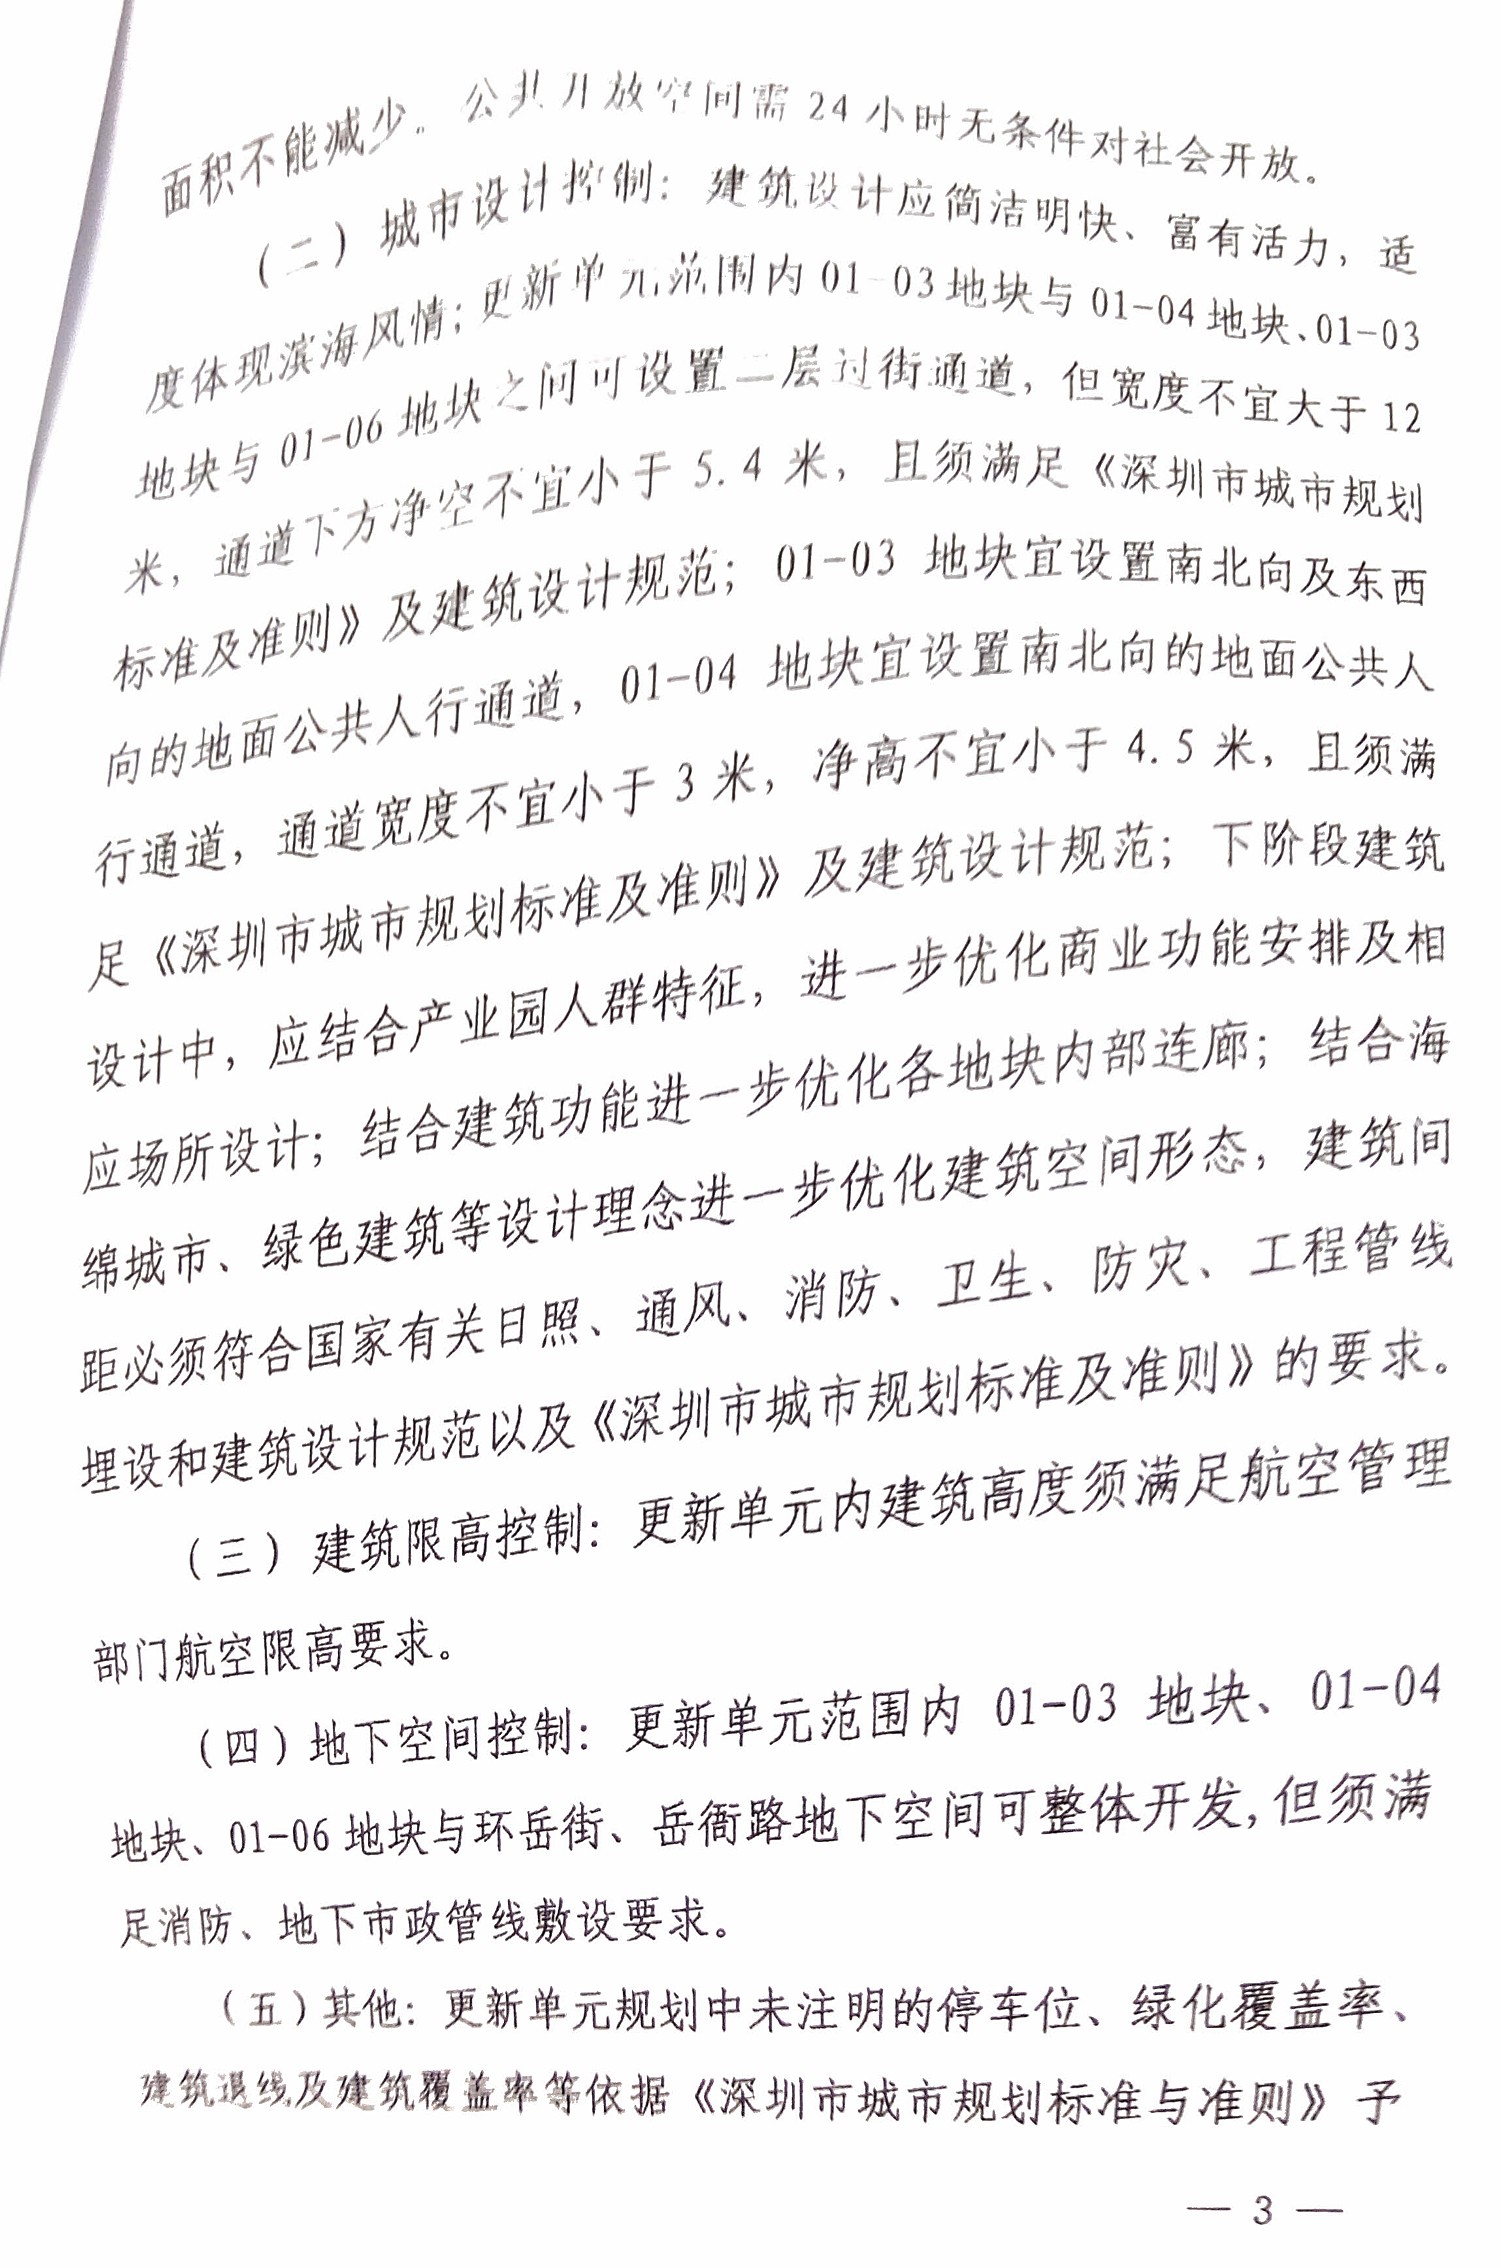 面积不能减少。公共开放空间需 24 小时无条件对社会开放。
（二）城市设计控制：建筑设计应简洁明快、富有活力，适
度体现滨海风情；更新单元范围内 01-03 地块与 01-04 地块、01-03
地块与 01-06 地块之间可设置二层过街通道，但宽度不宜大于 12
米，通道下方净空不宜小于 5.4 米，且须满足《深圳市城市规划
标准及准则》及建筑设计规范；01-03 地块宜设置南北向及东西
向的地面公共人行通道，01-04 地块宜设置南北向的地面公共人
行通道，通道宽度不宜小于 3 米，净高不宜小于 4.5 米，且须满
足《深圳市城市规划标准及准则》及建筑设计规范；下阶段建筑
设计中，应结合产业园人群特征，进一步优化商业功能安排及相
应场所设计；结合建筑功能进一步优化各地块内部连廊；结合海
绵城市、绿色建筑等设计理念进一步优化建筑空间形态，建筑间
距必须符合国家有关日照、通风、消防、卫生、防灾、工程管线
埋设和建筑设计规范以及《深圳市城市规划标准及准则》的要求。
（三）建筑限高控制：更新单元内建筑高度须满足航空管理
部门航空限高要求。
（四）地下空间控制：更新单元范围内 01-03 地块、01-04
地块、01-06 地块与环岳街、岳衙路地下空间可整体开发，但须满
足消防、地下市政管线敷设要求。
（五）其他：更新单元规划中未注明的停车位、绿化覆盖率、
建筑退线及建筑覆盖率等依据《深圳市城市规划标准与准则》予
— 3 —